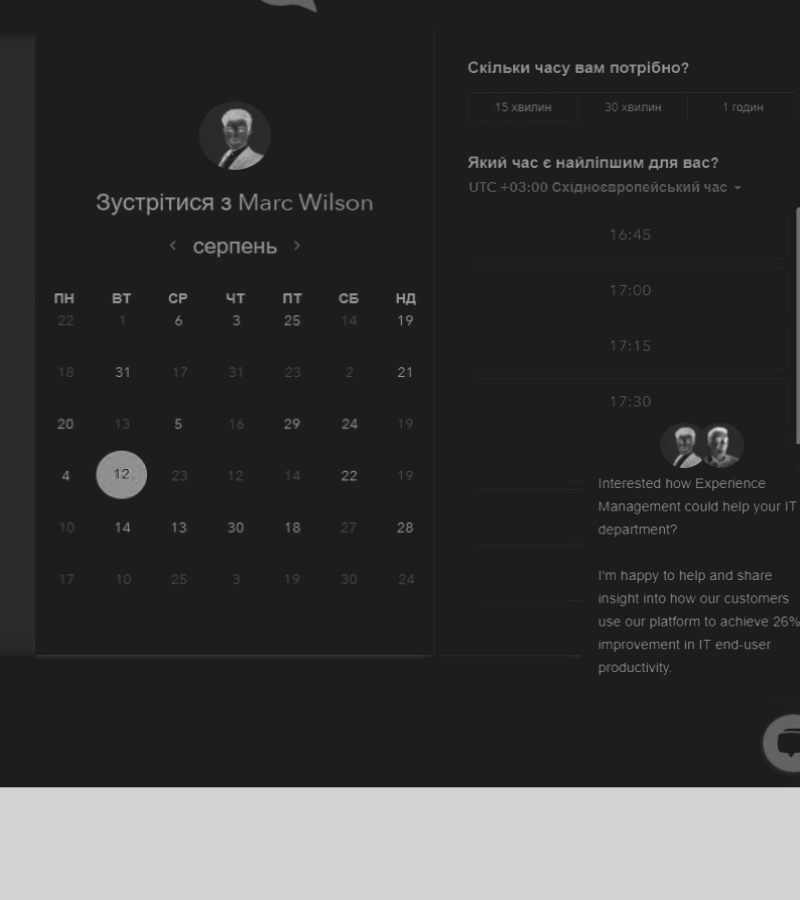 Зустрітися з Marc Wilson
серпень
ПН ВТ СР ЧТ ПТ СБ НД
22 1 6 3 25 14 19
18 31 17 31 23 2 21
20 13 5 16 29 24 19
4 12 23 12 14 22 19
10 14 13 30 18 27 28
17 10 25 3 19 30 24
Скільки часу вам потрібно?
15 хвилин 30 хвилин 1 годин
Який час є найліпшим для вас?
UTC +03:00 Східноєвропейський час
16:45
17:00
17:15
17:30
Interested how Experience
Management could help your IT
department?
I'm happy to help and share
insight into how our customers
use our platform to achieve 26%
improvement in IT end-user
productivity.